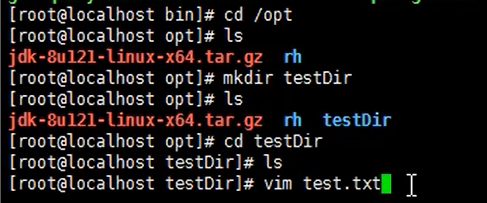 [root@localhost bin]# cd /opt
[root@localhost opt]# ls
jdk-8u121-linux-x64.tar.gz  rh
[root@localhost opt]# mkdir testDir
[root@localhost opt]# ls
jdk-8u121-linux-x64.tar.gz  rh  testDir
[root@localhost opt]# cd testDir
[root@localhost testDir]# ls
[root@localhost testDir]# vim test.txt